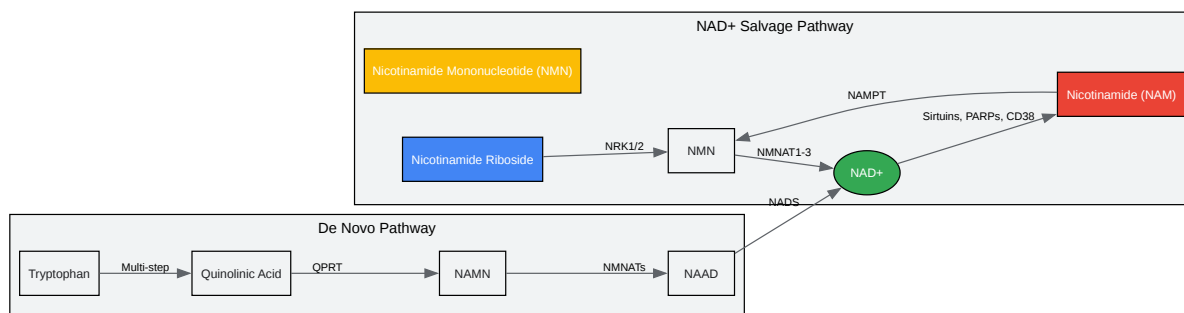 NAD+ Salvage Pathway
Nicotinamide Mononucleotide (NMN)
Nicotinamide (NAM)
NAMPT
Sirtuins, PARPs, CD38
Nicotinamide Riboside
NRK1/2
NMN
NMNAT1-3
NAD+
NADS
De Novo Pathway
Tryptophan
Multi-step
Quinolinic Acid
QPRT
NAMN
NMNATs
NAAD